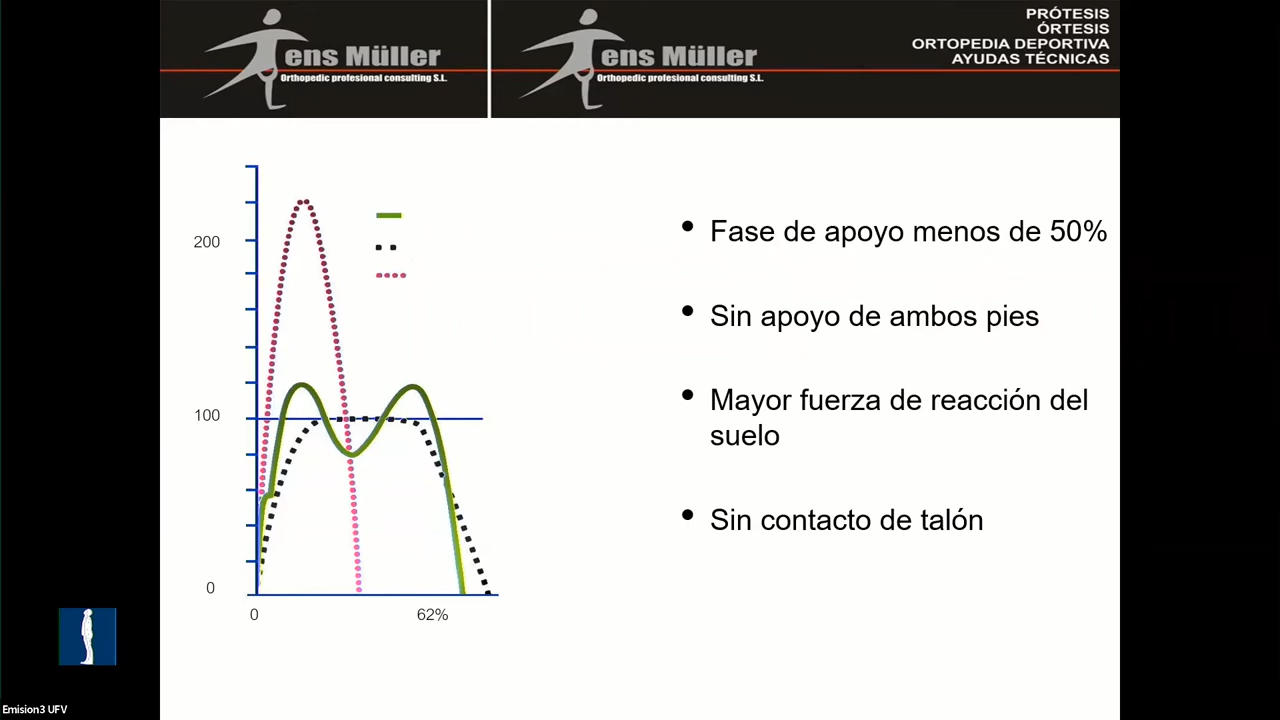 ens Müller
Orthopedic profesional consulting S.L.
ens Müller
Orthopedic profesional consulting S.L.
PRÓTESIS
ÓRTESIS
ORTOPEDIA DEPORTIVA
AYUDAS TÉCNICAS
200
100
0
0
62%
• Fase de apoyo menos de 50%
• Sin apoyo de ambos pies
• Mayor fuerza de reacción del
suelo
• Sin contacto de talón
Emision3 UFV